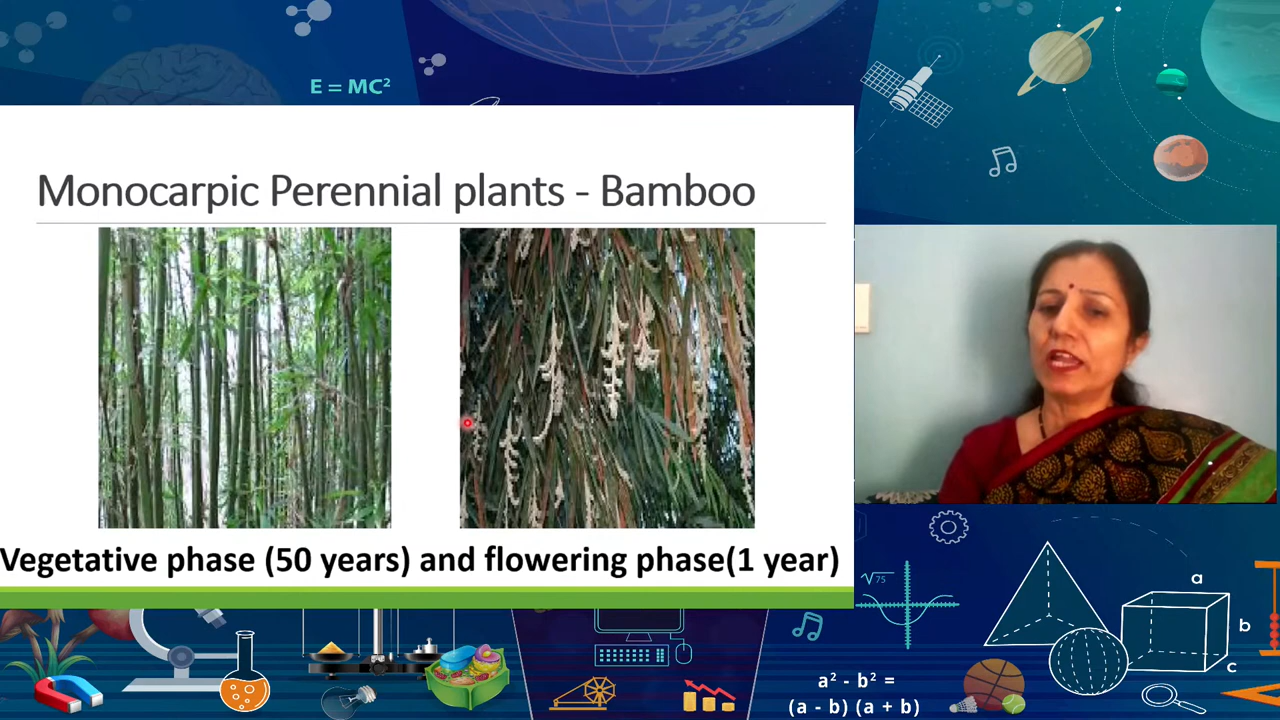 E = MC²
Monocarpic Perennial plants - Bamboo
Vegetative phase (50 years) and flowering phase(1 year)
√75
a
b
c
a² - b² =
(a - b) (a + b)